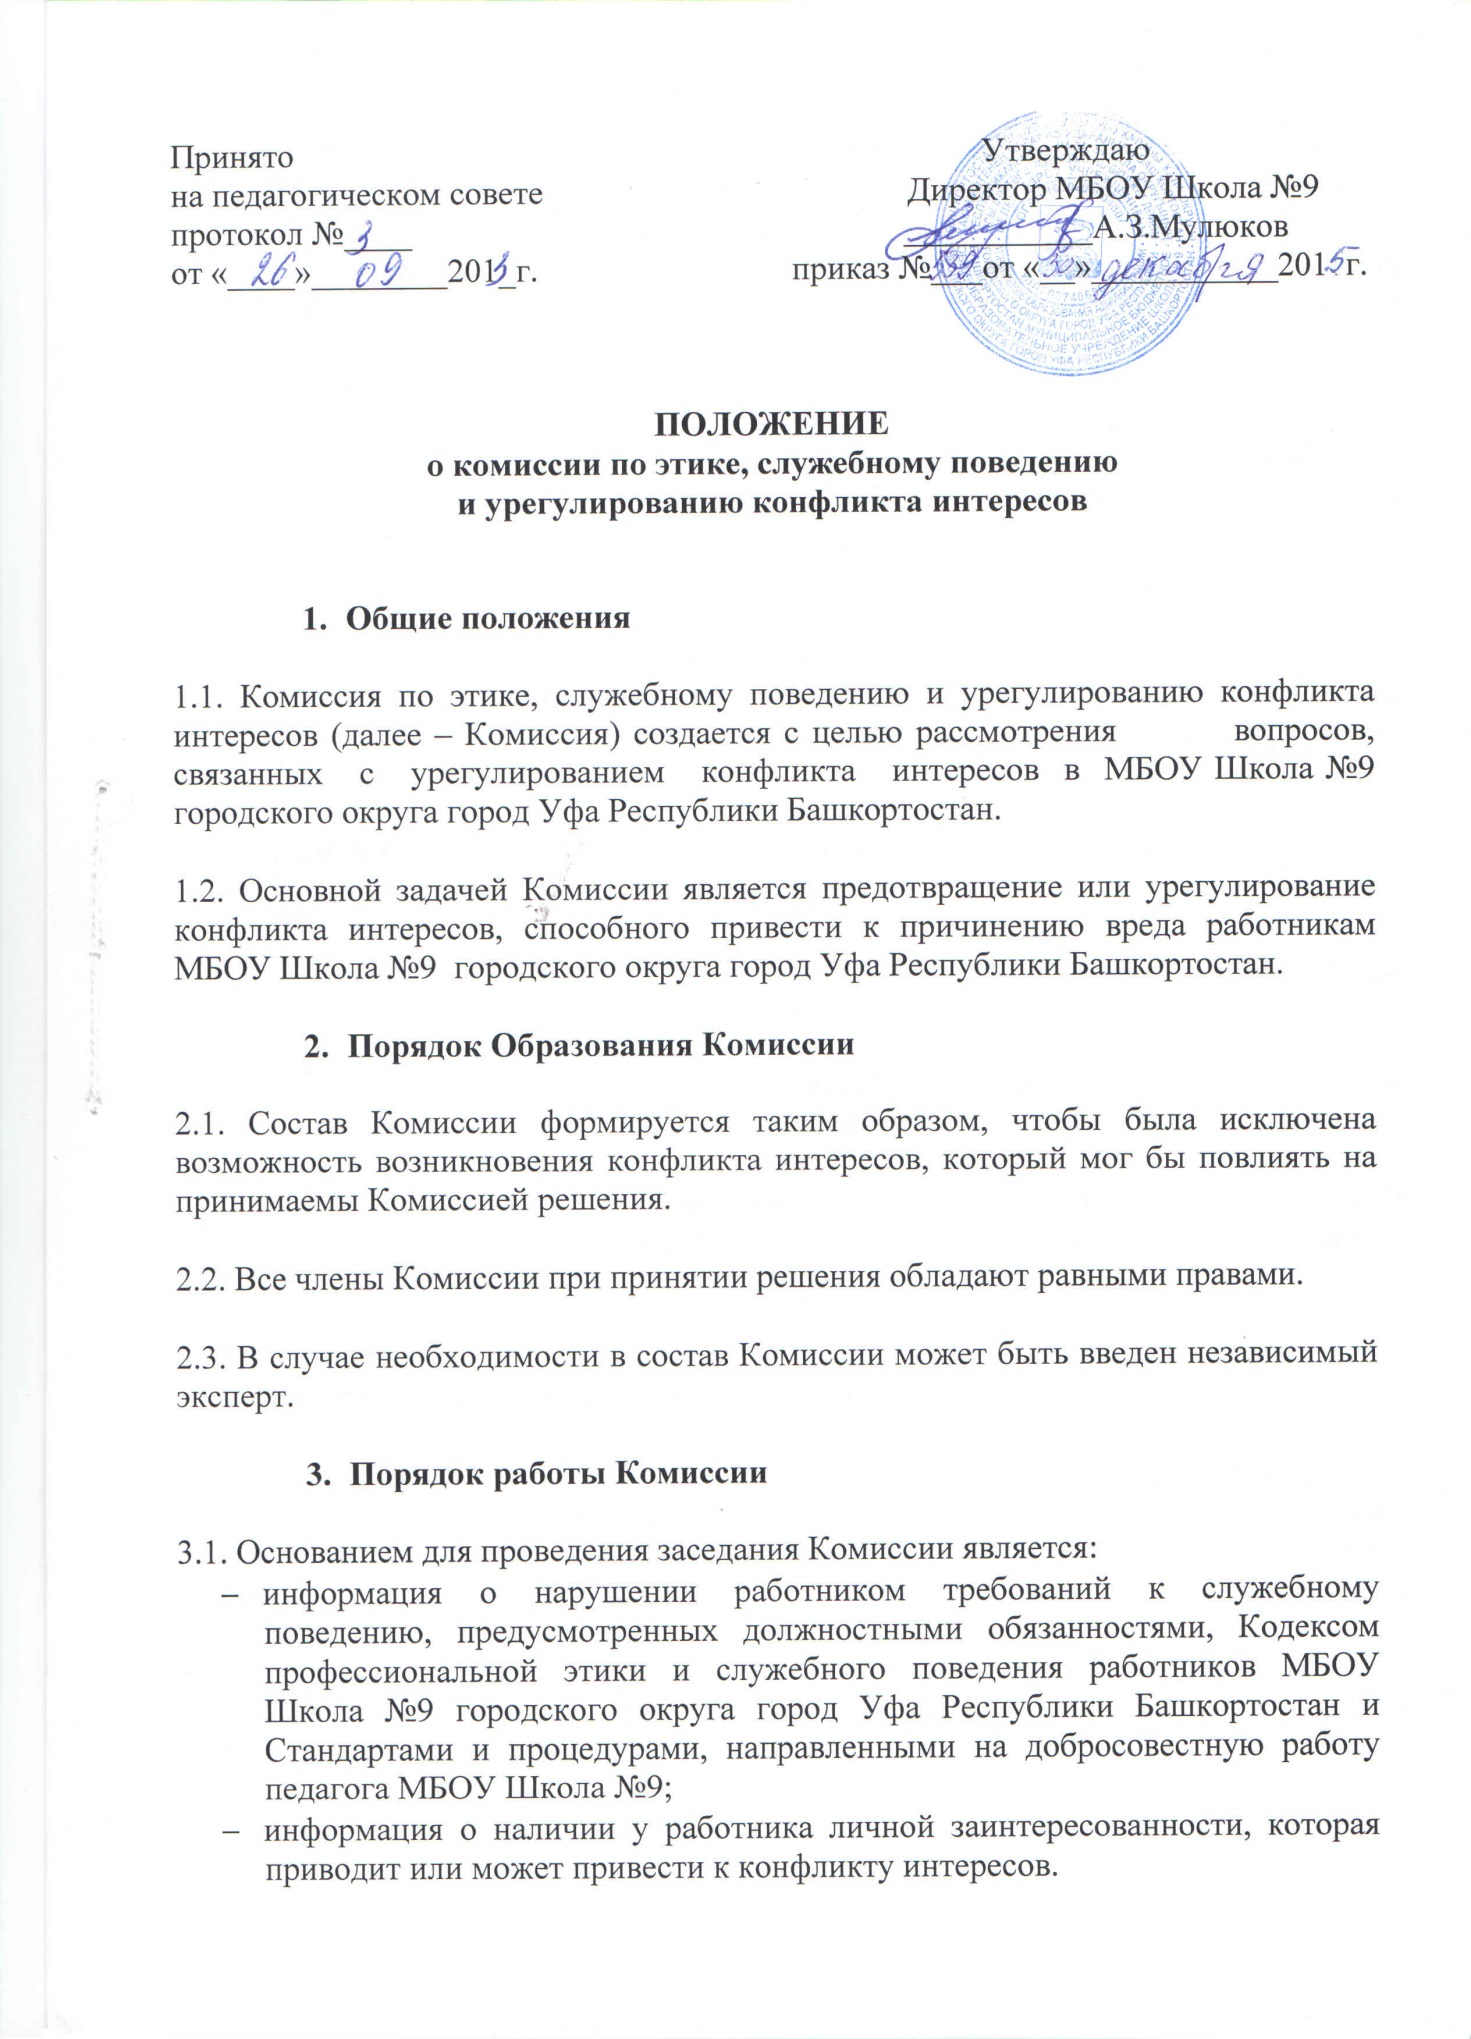 Принято
на педагогическом совете
протокол № 3
от « 26 » 09 2013 г.
Утверждаю
Директор МБОУ Школа №9
А.З.Мулюков
приказ № 539 от « 30 » декабря 2015 г.
ПОЛОЖЕНИЕ
о комиссии по этике, служебному поведению
и урегулированию конфликта интересов
1. Общие положения
1.1. Комиссия по этике, служебному поведению и урегулированию конфликта
интересов (далее – Комиссия) создается с целью рассмотрения вопросов,
связанных с урегулированием конфликта интересов в МБОУ Школа №9
городского округа город Уфа Республики Башкортостан.
1.2. Основной задачей Комиссии является предотвращение или урегулирование
конфликта интересов, способного привести к причинению вреда работникам
МБОУ Школа №9 городского округа город Уфа Республики Башкортостан.
2. Порядок Образования Комиссии
2.1. Состав Комиссии формируется таким образом, чтобы была исключена
возможность возникновения конфликта интересов, который мог бы повлиять на
принимаемы Комиссией решения.
2.2. Все члены Комиссии при принятии решения обладают равными правами.
2.3. В случае необходимости в состав Комиссии может быть введен независимый
эксперт.
3. Порядок работы Комиссии
3.1. Основанием для проведения заседания Комиссии является:
– информация о нарушении работником требований к служебному
поведению, предусмотренных должностными обязанностями, Кодексом
профессиональной этики и служебного поведения работников МБОУ
Школа №9 городского округа город Уфа Республики Башкортостан и
Стандартами и процедурами, направленными на добросовестную работу
педагога МБОУ Школа №9;
– информация о наличии у работника личной заинтересованности, которая
приводит или может привести к конфликту интересов.